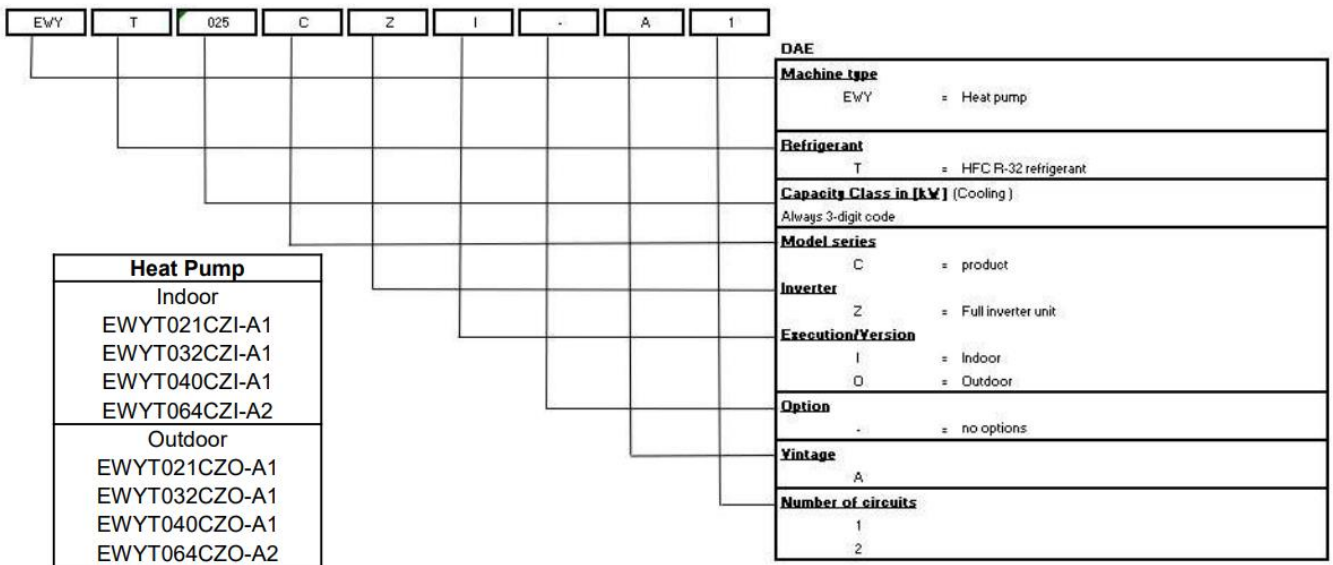 EWY T 025 C Z I - A 1
DAE
Machine type
EWY = Heat pump
Refrigerant
T = HFC R-32 refrigerant
Capacity Class in [kW] (Cooling )
Always 3-digit code
Model series
C = product
Inverter
Z = Full inverter unit
Execution/Version
I = Indoor
O = Outdoor
Option
- = no options
Vintage
A
Number of circuits
1
2
Heat Pump
Indoor
EWYT021CZI-A1
EWYT032CZI-A1
EWYT040CZI-A1
EWYT064CZI-A2
Outdoor
EWYT021CZO-A1
EWYT032CZO-A1
EWYT040CZO-A1
EWYT064CZO-A2